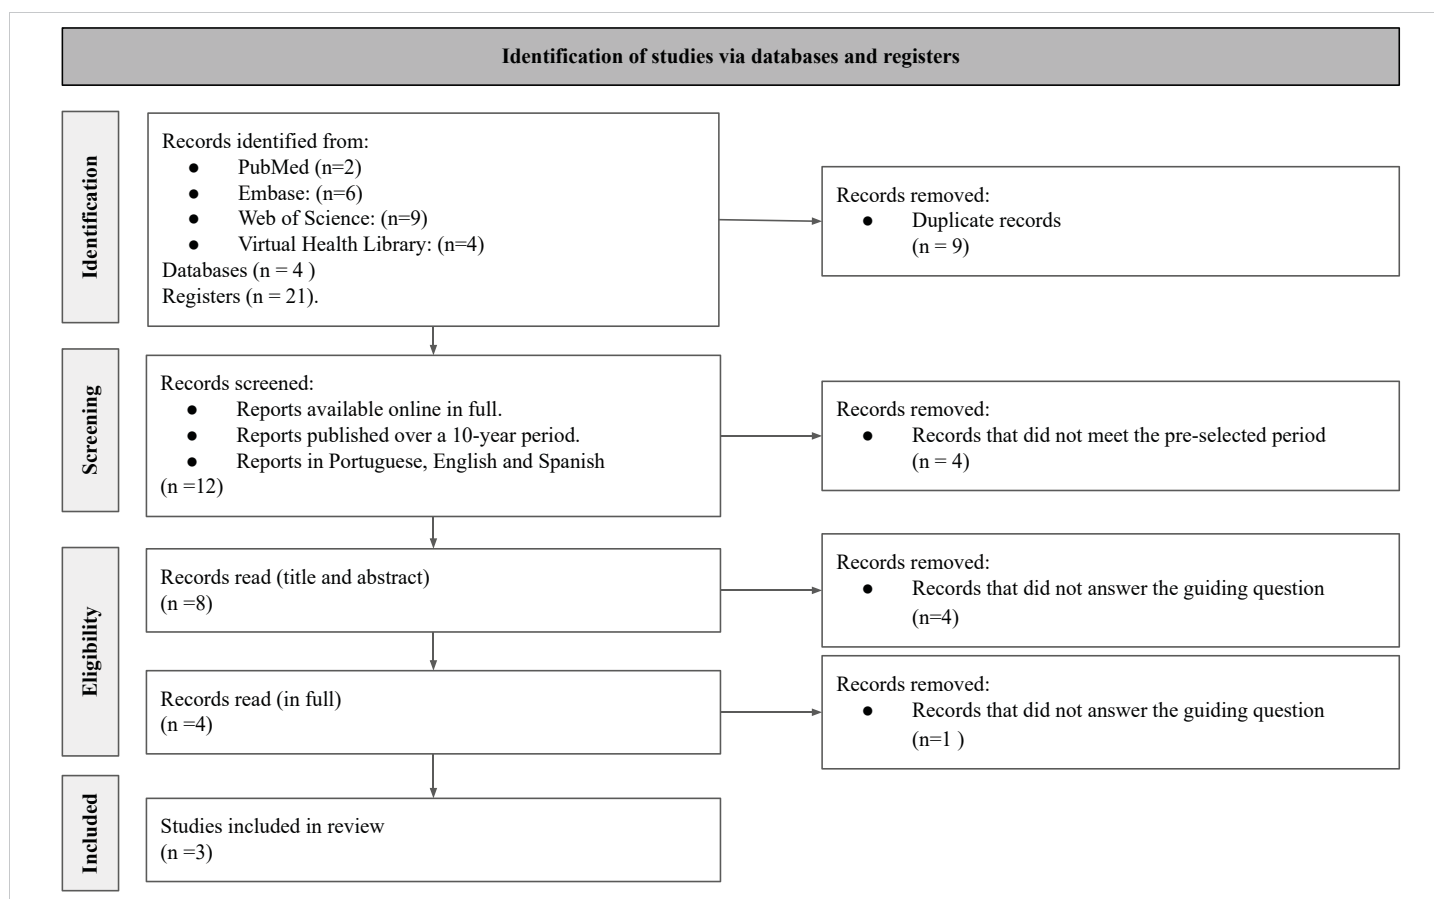 Identification of studies via databases and registers
Identification
Records identified from:
● PubMed (n=2)
● Embase: (n=6)
● Web of Science: (n=9)
● Virtual Health Library: (n=4)
Databases (n = 4 )
Registers (n = 21).
Records removed:
● Duplicate records
(n = 9)
Screening
Records screened:
● Reports available online in full.
● Reports published over a 10-year period.
● Reports in Portuguese, English and Spanish
(n =12)
Records removed:
● Records that did not meet the pre-selected period
(n = 4)
Eligibility
Records read (title and abstract)
(n =8)
Records removed:
● Records that did not answer the guiding question
(n=4)
Records read (in full)
(n =4)
Records removed:
● Records that did not answer the guiding question
(n=1 )
Included
Studies included in review
(n =3)